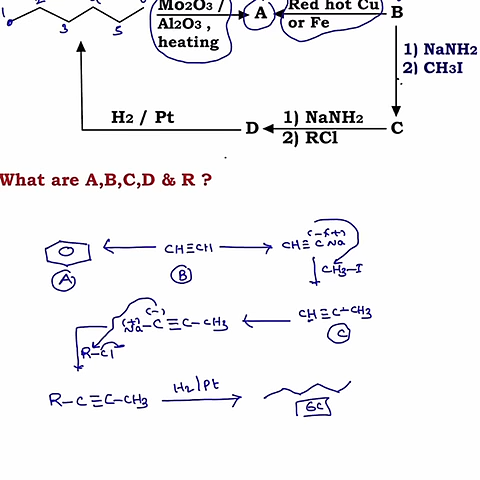 1 3 5
Mo2O3 / Al2O3 , heating A Red hot Cu or Fe B
1) NaNH2
2) CH3I
H2 / Pt D 1) NaNH2 2) RCl C
What are A,B,C,D & R ?
CH≡CH CH≡C(-)Na(+)
A B CH3-I
(+)Na-C(-)≡C-CH3 CH≡C-CH3
C
R-Cl
R-C≡C-CH3 H2/Pt
6C